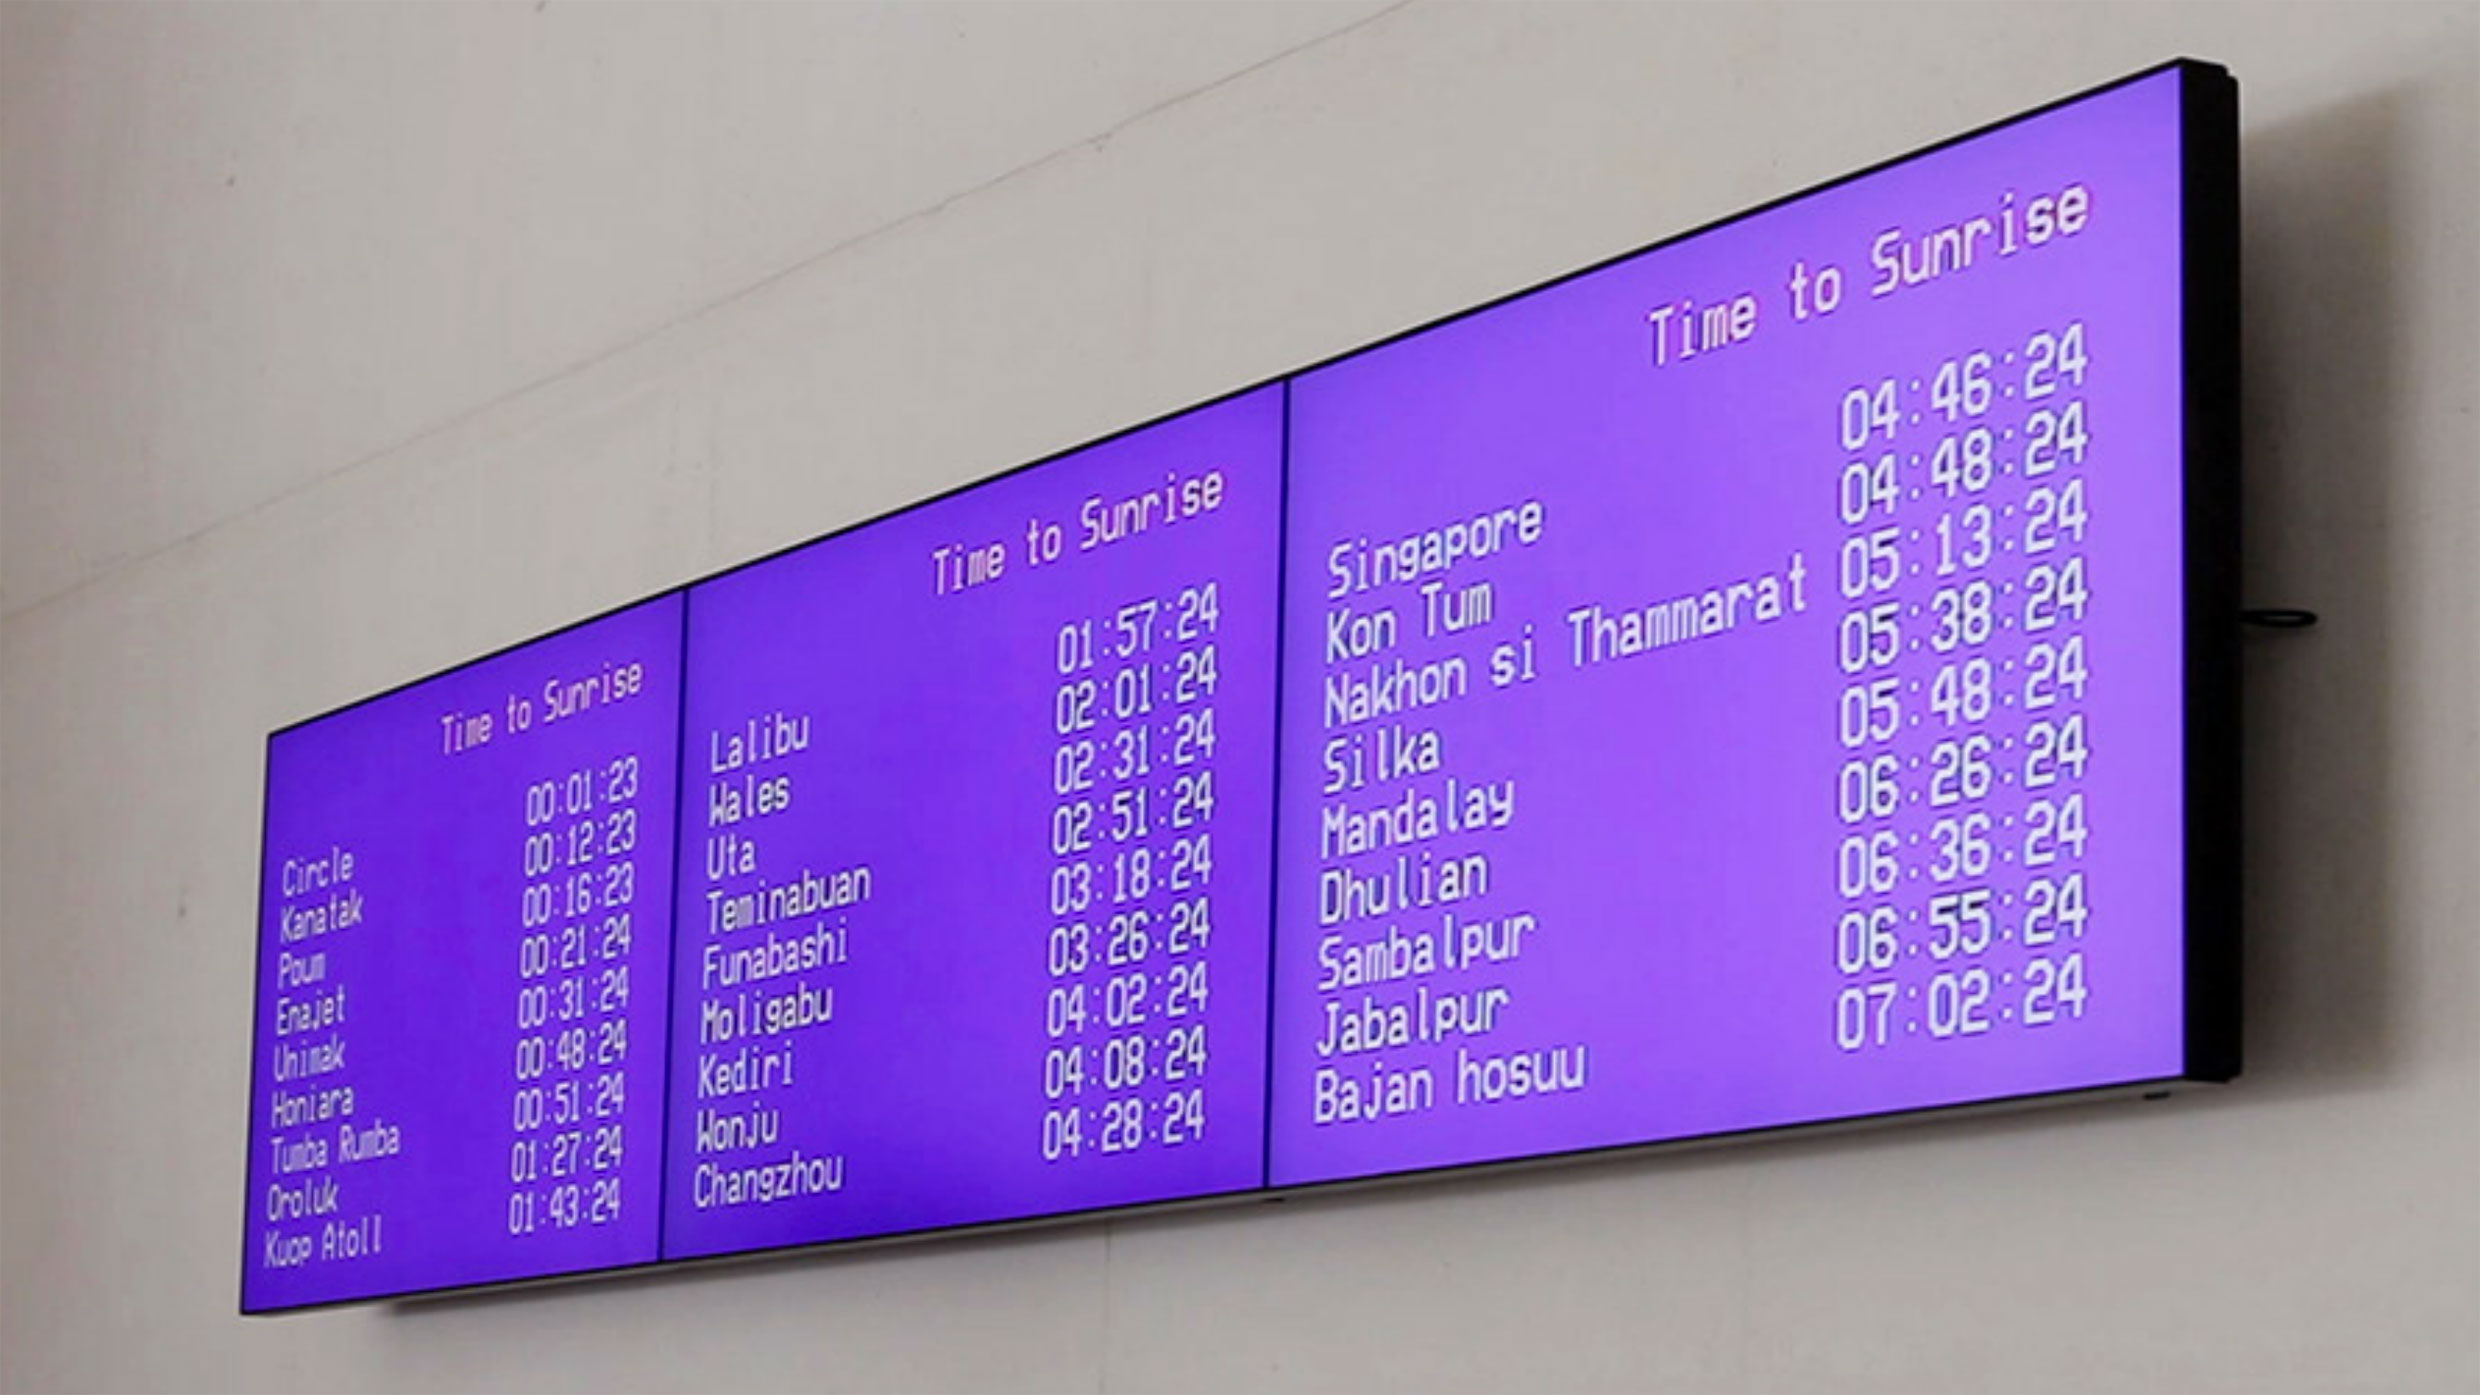 Time to Sunrise
Circle 00:01:23
Kanatak 00:12:23
Poum 00:16:23
Enajet 00:21:24
Unimak 00:31:24
Honiara 00:48:24
Tumba Rumba 00:51:24
Oroluk 01:27:24
Kuop Atoll 01:43:24
Time to Sunrise
Lalibu 01:57:24
Wales 02:01:24
Uta 02:31:24
Teminabuan 02:51:24
Funabashi 03:18:24
Moligabu 03:26:24
Kediri 04:02:24
Wonju 04:08:24
Changzhou 04:28:24
Time to Sunrise
Singapore 04:46:24
Kon Tum 04:48:24
Nakhon si Thammarat 05:13:24
Silka 05:38:24
Mandalay 05:48:24
Dhulian 06:26:24
Sambalpur 06:36:24
Jabalpur 06:55:24
Bajan hosuu 07:02:24